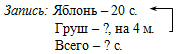 Запись: Яблонь – 20 с.
Груш – ?, на 4 м.
Всего – ? с.